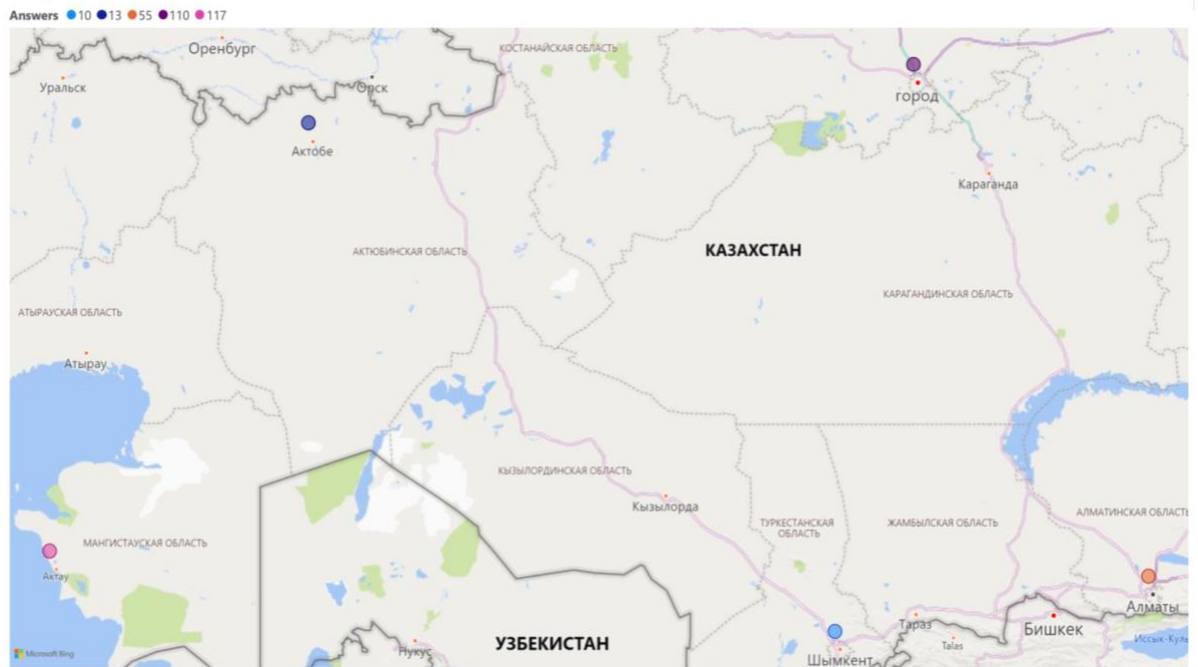 Answers 10 13 55 110 117
Оренбург
КОСТАНАЙСКАЯ ОБЛАСТЬ
Уральск
Орск
город
Актобе
Караганда
АКТЮБИНСКАЯ ОБЛАСТЬ
КАЗАХСТАН
КАРАГАНДИНСКАЯ ОБЛАСТЬ
АТЫРАУСКАЯ ОБЛАСТЬ
Атырау
КЫЗЫЛОРДИНСКАЯ ОБЛАСТЬ
Кызылорда
ТУРКЕСТАНСКАЯ
ОБЛАСТЬ
ЖАМБЫЛСКАЯ ОБЛАСТЬ
АЛМАТИНСКАЯ ОБЛАСТЬ
МАНГИСТАУСКАЯ ОБЛАСТЬ
Актау
Алматы
Тараз
Бишкек
Talas
Иссык-Куль
УЗБЕКИСТАН
Нукус
Шымкент
Microsoft Bing